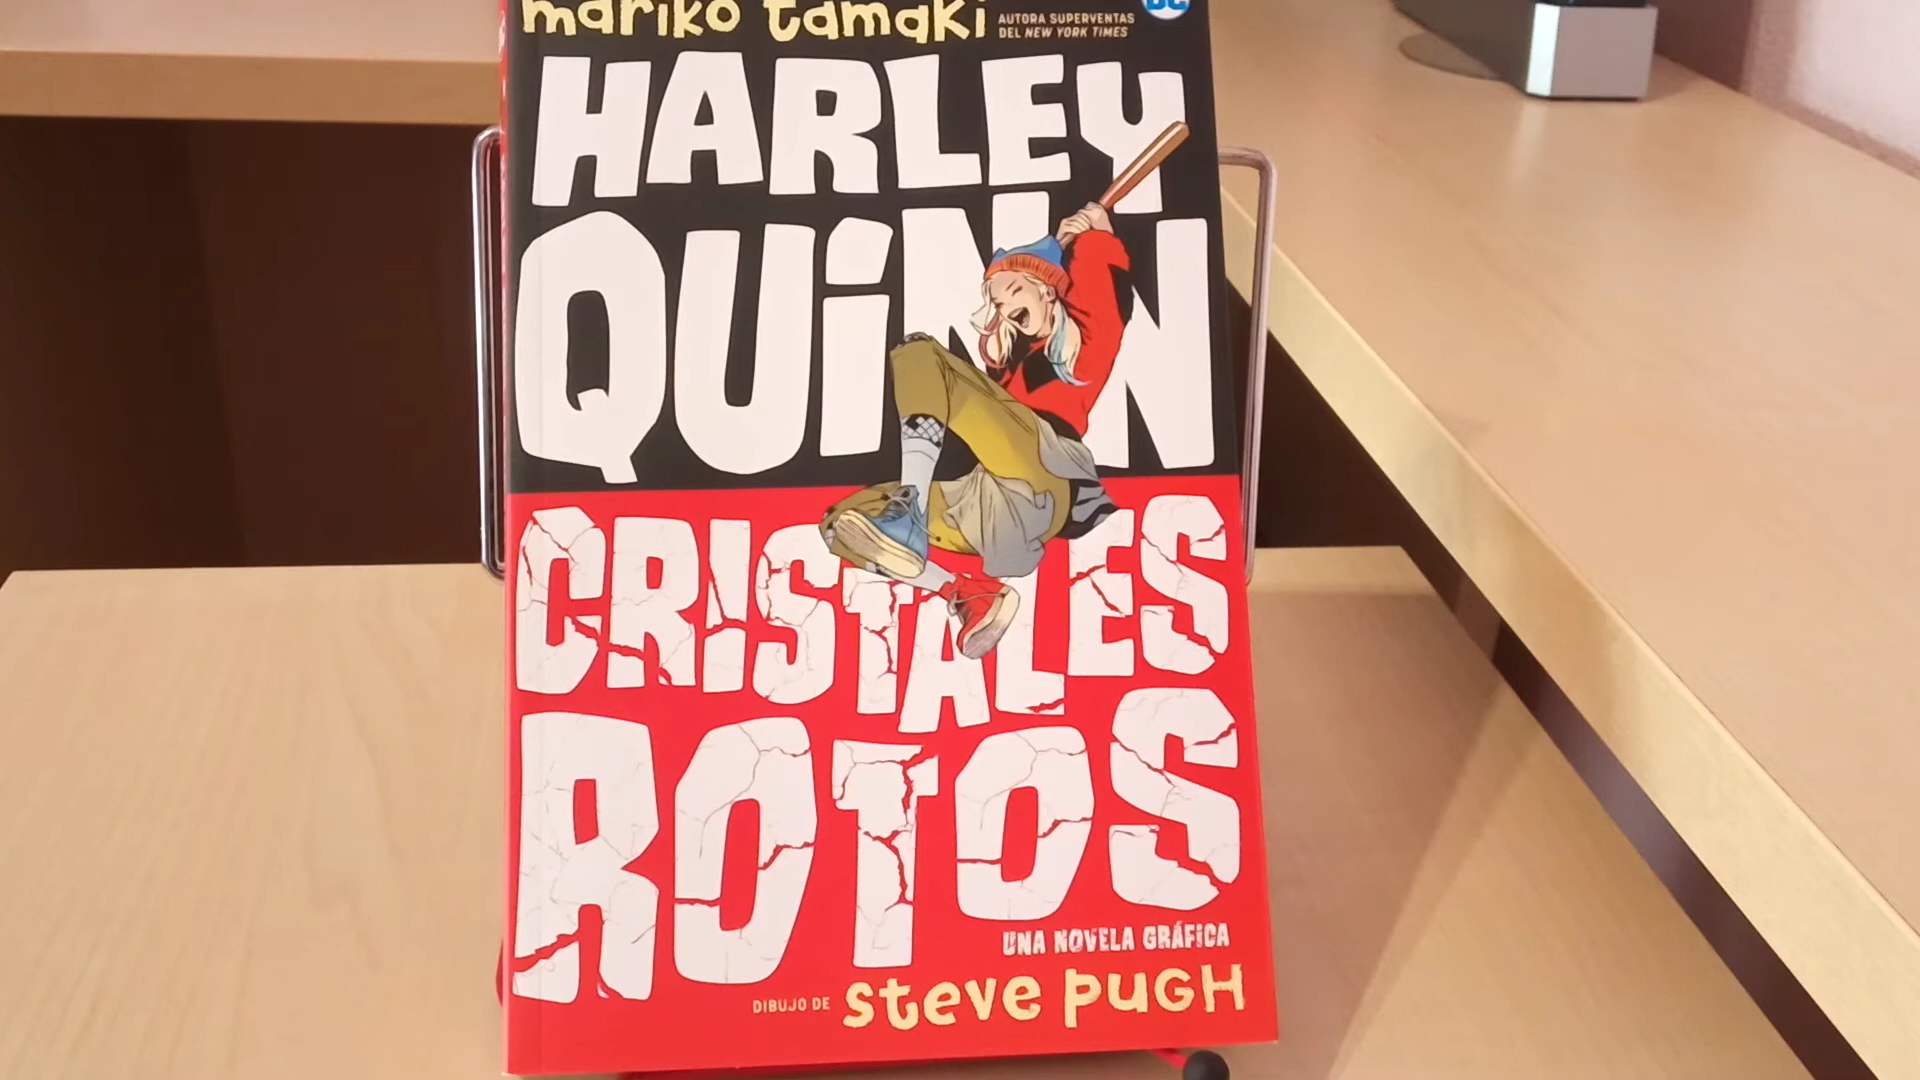 mariko tamaki
AUTORA SUPERVENTAS
DEL NEW YORK TIMES
DC
HARLEY
QUINN
CRISTALES
ROTOS
UNA NOVELA GRÁFICA
DIBUJO DE steve PUGH